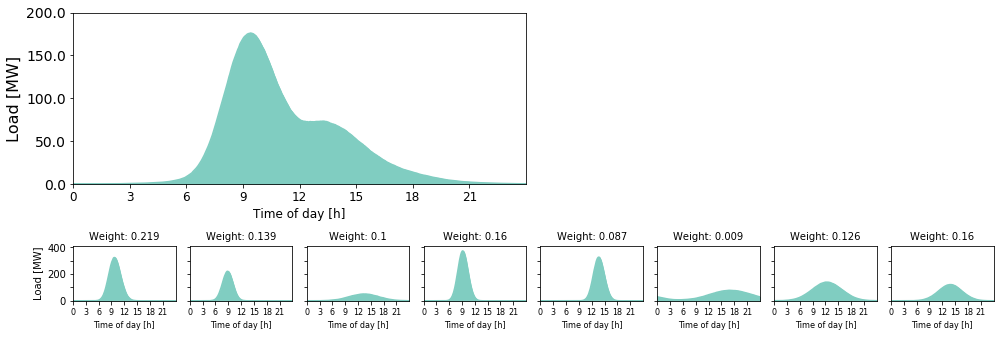 200.0
150.0
100.0
50.0
0.0
Load [MW]
0 3 6 9 12 15 18 21
Time of day [h]
Weight: 0.219 Weight: 0.139 Weight: 0.1 Weight: 0.16 Weight: 0.087 Weight: 0.009 Weight: 0.126 Weight: 0.16
400
200
0
Load [MW]
0 3 6 9 12 15 18 21 0 3 6 9 12 15 18 21 0 3 6 9 12 15 18 21 0 3 6 9 12 15 18 21 0 3 6 9 12 15 18 21 0 3 6 9 12 15 18 21 0 3 6 9 12 15 18 21 0 3 6 9 12 15 18 21
Time of day [h] Time of day [h] Time of day [h] Time of day [h] Time of day [h] Time of day [h] Time of day [h] Time of day [h]